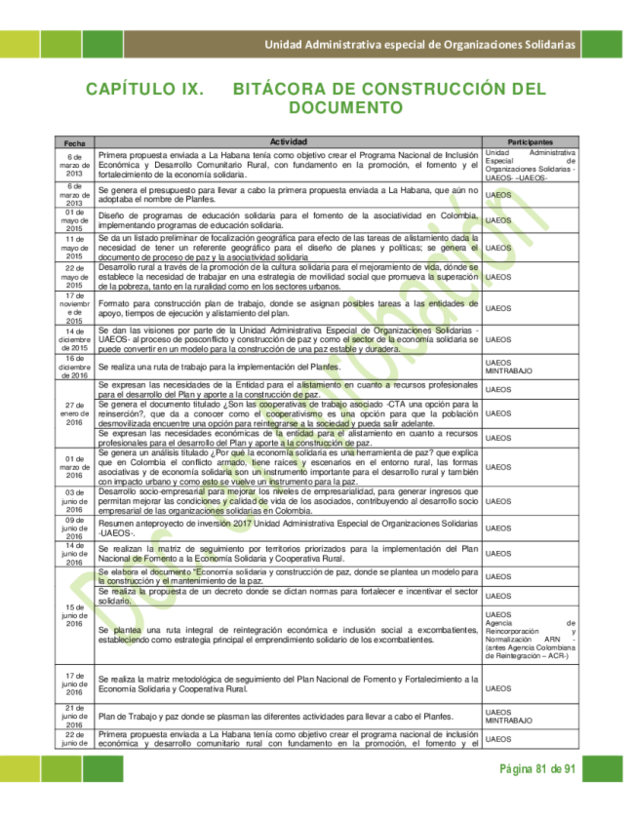 Unidad Administrativa especial de Organizaciones Solidarias
CAPÍTULO IX. BITÁCORA DE CONSTRUCCIÓN DEL
DOCUMENTO
Fecha Actividad Participantes
6 de
marzo de
2013
Primera propuesta enviada a La Habana tenía como objetivo crear el Programa Nacional de Inclusión
Económica y Desarrollo Comunitario Rural, con fundamento en la promoción, el fomento y el
fortalecimiento de la economía solidaria.
Unidad Administrativa
Especial de
Organizaciones Solidarias -
UAEOS- –UAEOS-
6 de
marzo de
2013
Se genera el presupuesto para llevar a cabo la primera propuesta enviada a La Habana, que aún no
adoptaba el nombre de Planfes.
UAEOS
01 de
mayo de
2015
Diseño de programas de educación solidaria para el fomento de la asociatividad en Colombia,
implementando programas de educación solidaria.
UAEOS
11 de
mayo de
2015
Se da un listado preliminar de focalización geográfica para efecto de las tareas de alistamiento dada la
necesidad de tener un referente geográfico para el diseño de planes y políticas; se genera el
documento de proceso de paz y la asociatividad solidaria
UAEOS
22 de
mayo de
2015
Desarrollo rural a través de la promoción de la cultura solidaria para el mejoramiento de vida, dónde se
establece la necesidad de trabajar en una estrategia de movilidad social que promueva la superación
de la pobreza, tanto en la ruralidad como en los sectores urbanos.
UAEOS
17 de
noviembr
e de
2015
Formato para construcción plan de trabajo, donde se asignan posibles tareas a las entidades de
apoyo, tiempos de ejecución y alistamiento del plan.
UAEOS
14 de
diciembre
de 2015
Se dan las visiones por parte de la Unidad Administrativa Especial de Organizaciones Solidarias -
UAEOS- al proceso de posconflicto y construcción de paz y como el sector de la economía solidaria se
puede convertir en un modelo para la construcción de una paz estable y duradera.
UAEOS
16 de
diciembre
de 2016
Se realiza una ruta de trabajo para la implementación del Planfes.
UAEOS
MINTRABAJO
27 de
enero de
2016
Se expresan las necesidades de la Entidad para el alistamiento en cuanto a recursos profesionales
para el desarrollo del Plan y aporte a la construcción de paz.
UAEOS
Se genera el documento titulado ¿Son las cooperativas de trabajo asociado -CTA una opción para la
reinserción?, que da a conocer como el cooperativismo es una opción para que la población
desmovilizada encuentre una opción para reintegrarse a la sociedad y pueda salir adelante.
UAEOS
Se expresan las necesidades económicas de la entidad para el alistamiento en cuanto a recursos
profesionales para el desarrollo del Plan y aporte a la construcción de paz.
UAEOS
01 de
marzo de
2016
Se genera un análisis titulado ¿Por qué la economía solidaria es una herramienta de paz? que explica
que en Colombia el conflicto armado, tiene raíces y escenarios en el entorno rural, las formas
asociativas y de economía solidaria son un instrumento importante para el desarrollo rural y también
con impacto urbano y como esto se vuelve un instrumento para la paz.
UAEOS
03 de
junio de
2016
Desarrollo socio-empresarial para mejorar los niveles de empresarialidad, para generar ingresos que
permitan mejorar las condiciones y calidad de vida de los asociados, contribuyendo al desarrollo socio
empresarial de las organizaciones solidarias en Colombia.
UAEOS
09 de
junio de
2016
Resumen anteproyecto de inversión 2017 Unidad Administrativa Especial de Organizaciones Solidarias
-UAEOS-.
UAEOS
14 de
junio de
2016
Se realizan la matriz de seguimiento por territorios priorizados para la implementación del Plan
Nacional de Fomento a la Economía Solidaria y Cooperativa Rural.
UAEOS
15 de
junio de
2016
Se elabora el documento "Economía solidaria y construcción de paz, donde se plantea un modelo para
la construcción y el mantenimiento de la paz.
UAEOS
Se realiza la propuesta de un decreto donde se dictan normas para fortalecer e incentivar el sector
solidario.
UAEOS
Se plantea una ruta integral de reintegración económica e inclusión social a excombatientes,
estableciendo como estrategia principal el emprendimiento solidario de los excombatientes.
UAEOS
Agencia de
Reincorporación y
Normalización ARN -
(antes Agencia Colombiana
de Reintegración – ACR-)
17 de
junio de
2016
Se realiza la matriz metodológica de seguimiento del Plan Nacional de Fomento y Fortalecimiento a la
Economía Solidaria y Cooperativa Rural.
UAEOS
21 de
junio de
2016
Plan de Trabajo y paz donde se plasman las diferentes actividades para llevar a cabo el Planfes.
UAEOS
MINTRABAJO
22 de
junio de
Primera propuesta enviada a La Habana tenía como objetivo crear el programa nacional de inclusión
económica y desarrollo comunitario rural con fundamento en la promoción, el fomento y el
UAEOS
Página 81 de 91